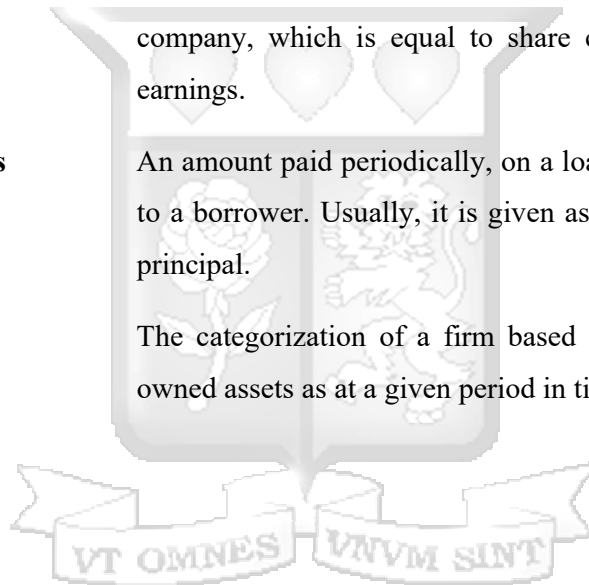 company, which is equal to share
earnings.
s An amount paid periodically, on a loa
to a borrower. Usually, it is given as
principal.
The categorization of a firm based
owned assets as at a given period in ti
VT OMNES VNVM SINT